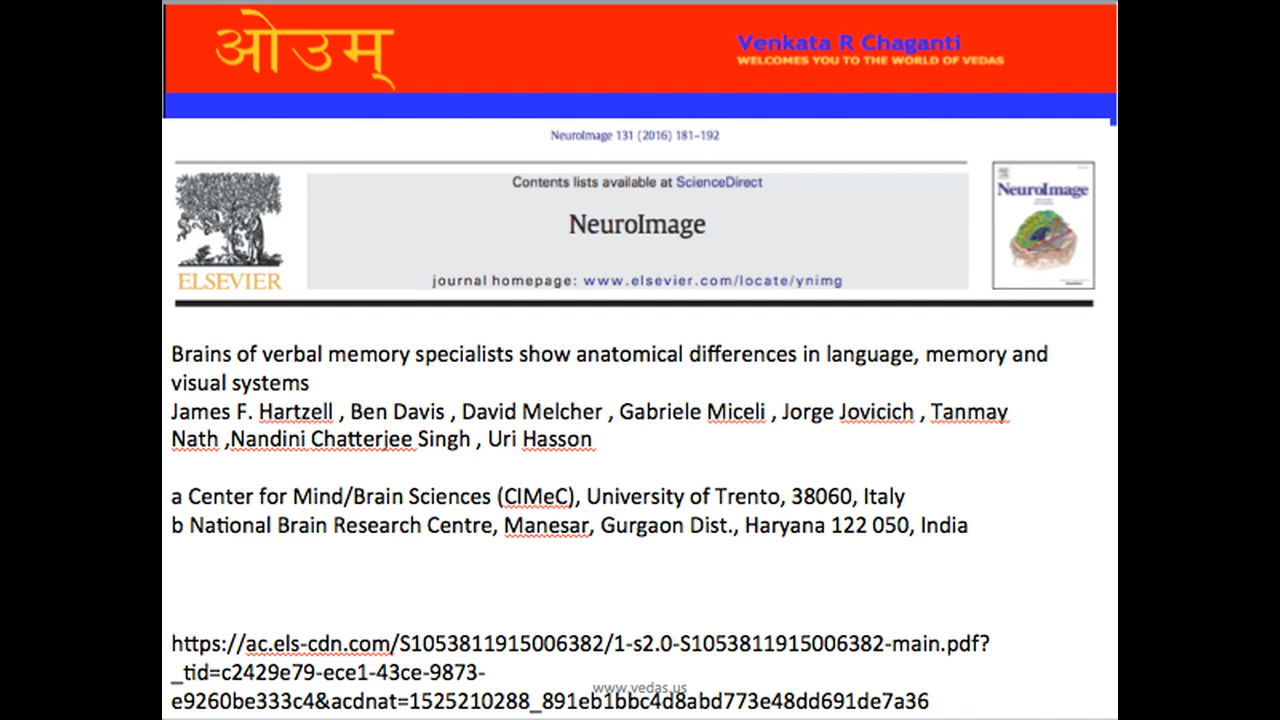 ओउम्
Venkata R Chaganti
WELCOMES YOU TO THE WORLD OF VEDAS
NeuroImage 131 (2016) 181–192
Contents lists available at ScienceDirect
NeuroImage
journal homepage: www.elsevier.com/locate/ynimg
ELSEVIER
NeuroImage
Brains of verbal memory specialists show anatomical differences in language, memory and
visual systems
James F. Hartzell , Ben Davis , David Melcher , Gabriele Miceli , Jorge Jovicich , Tanmay
Nath ,Nandini Chatterjee Singh , Uri Hasson
a Center for Mind/Brain Sciences (CIMeC), University of Trento, 38060, Italy
b National Brain Research Centre, Manesar, Gurgaon Dist., Haryana 122 050, India
https://ac.els-cdn.com/S1053811915006382/1-s2.0-S1053811915006382-main.pdf?
_tid=c2429e79-ece1-43ce-9873-
www.vedas.us
e9260be333c4&acdnat=1525210288_891eb1bbc4d8abd773e48dd691de7a36